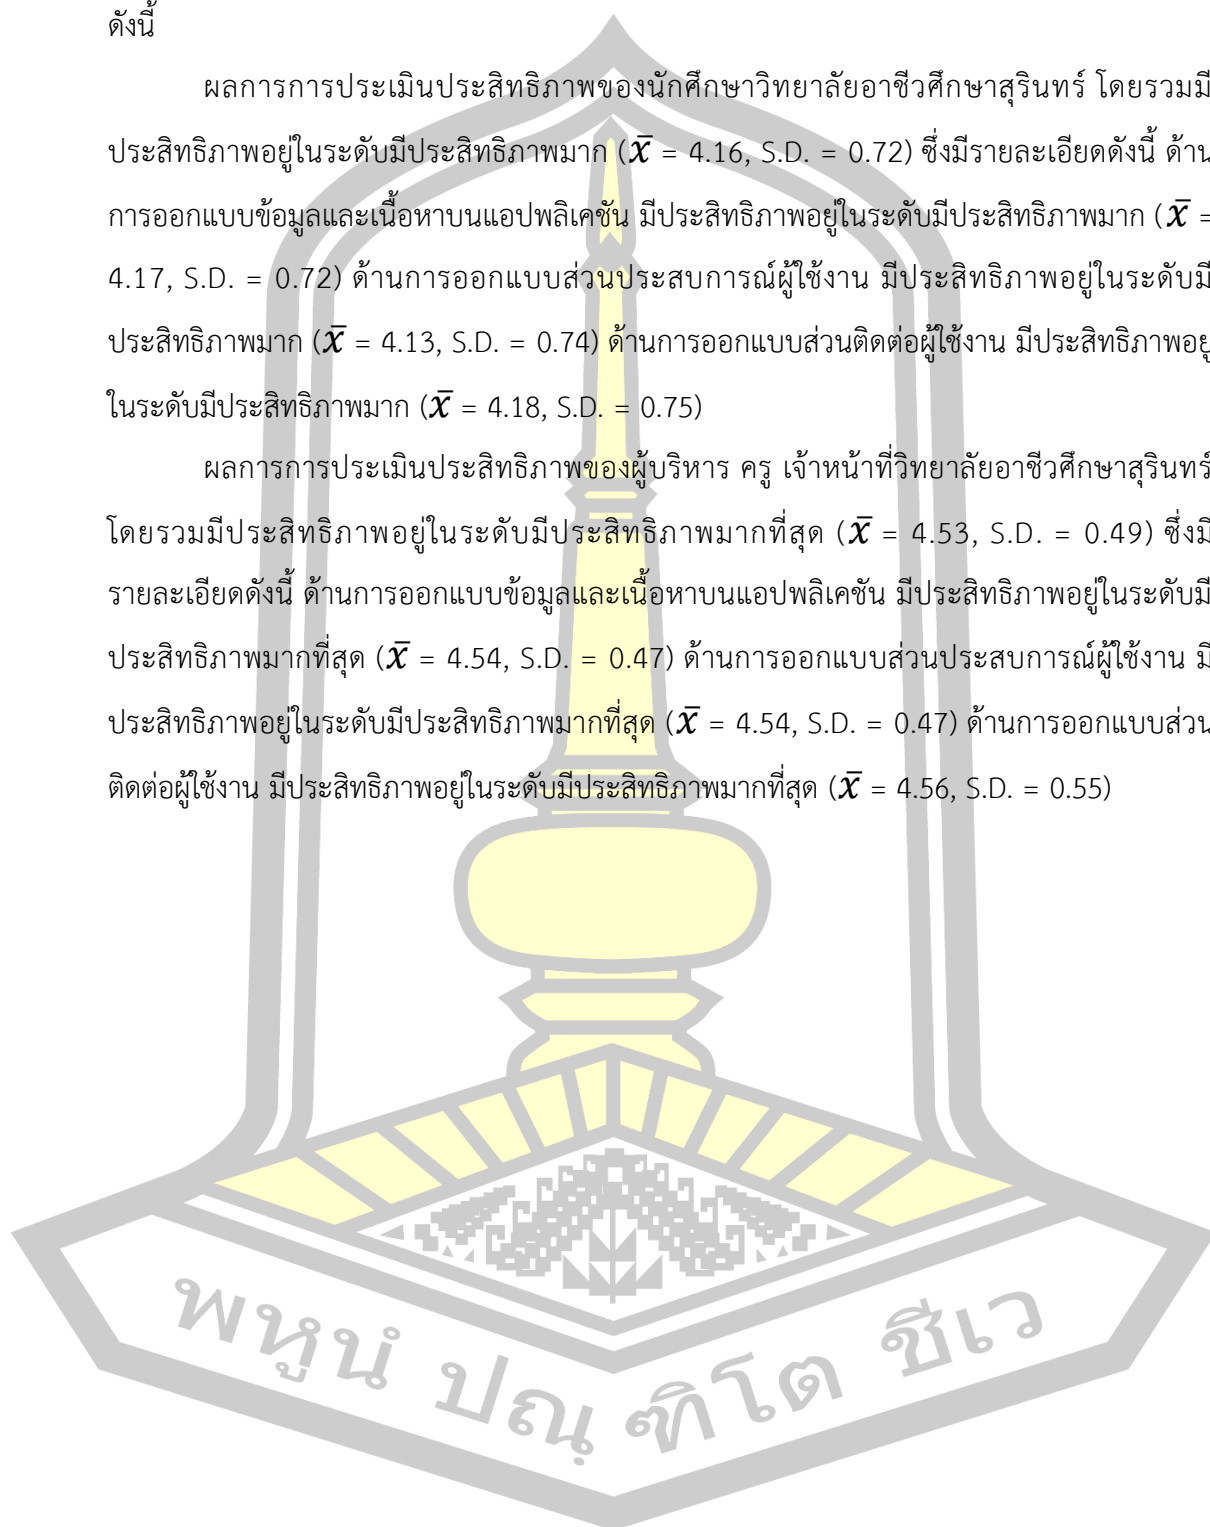 ดังนี้
ผลการการประเมินประสิทธิภาพของนักศึกษาวิทยาลัยอาชีวศึกษาสุรินทร์ โดยรวมมี
ประสิทธิภาพอยู่ในระดับมีประสิทธิภาพมาก (x̄ = 4.16, S.D. = 0.72) ซึ่งมีรายละเอียดดังนี้ ด้าน
การออกแบบข้อมูลและเนื้อหาบนแอปพลิเคชัน มีประสิทธิภาพอยู่ในระดับมีประสิทธิภาพมาก (x̄ =
4.17, S.D. = 0.72) ด้านการออกแบบส่วนประสบการณ์ผู้ใช้งาน มีประสิทธิภาพอยู่ในระดับมี
ประสิทธิภาพมาก (x̄ = 4.13, S.D. = 0.74) ด้านการออกแบบส่วนติดต่อผู้ใช้งาน มีประสิทธิภาพอยู่
ในระดับมีประสิทธิภาพมาก (x̄ = 4.18, S.D. = 0.75)
ผลการการประเมินประสิทธิภาพของผู้บริหาร ครู เจ้าหน้าที่วิทยาลัยอาชีวศึกษาสุรินทร์
โดยรวมมีประสิทธิภาพอยู่ในระดับมีประสิทธิภาพมากที่สุด (x̄ = 4.53, S.D. = 0.49) ซึ่งมี
รายละเอียดดังนี้ ด้านการออกแบบข้อมูลและเนื้อหาบนแอปพลิเคชัน มีประสิทธิภาพอยู่ในระดับมี
ประสิทธิภาพมากที่สุด (x̄ = 4.54, S.D. = 0.47) ด้านการออกแบบส่วนประสบการณ์ผู้ใช้งาน มี
ประสิทธิภาพอยู่ในระดับมีประสิทธิภาพมากที่สุด (x̄ = 4.54, S.D. = 0.47) ด้านการออกแบบส่วน
ติดต่อผู้ใช้งาน มีประสิทธิภาพอยู่ในระดับมีประสิทธิภาพมากที่สุด (x̄ = 4.56, S.D. = 0.55)
พหูนํ ปณฺฑิโต ชีเว